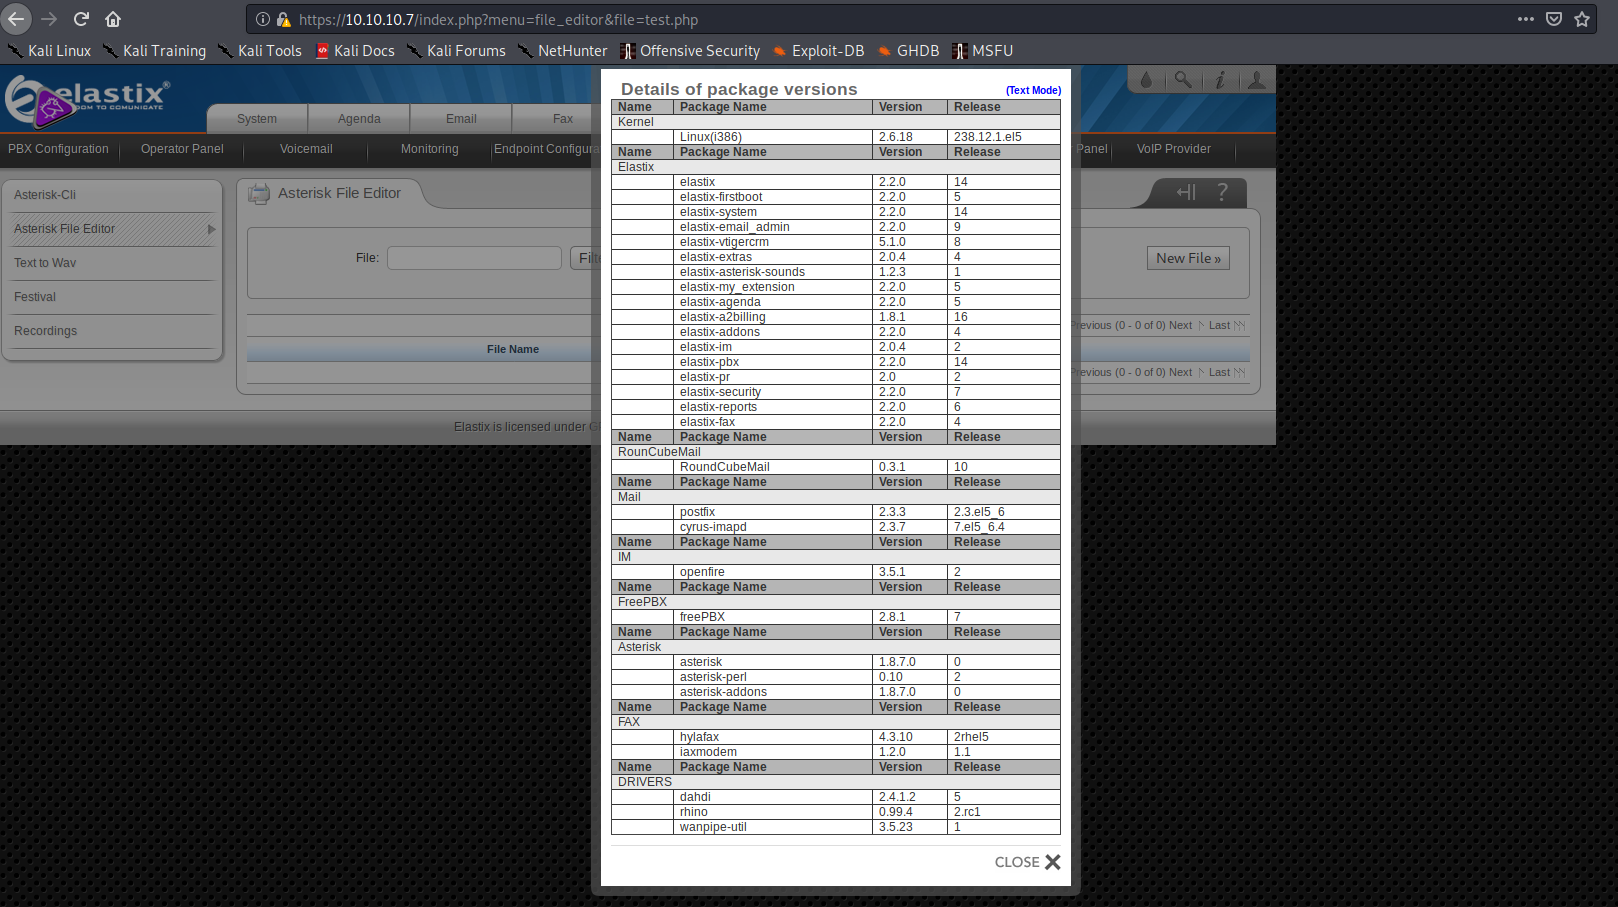 https://10.10.10.7/index.php?menu=file_editor&file=test.php
Kali Linux Kali Training Kali Tools Kali Docs Kali Forums NetHunter Offensive Security Exploit-DB GHDB MSFU
elastix®
System Agenda Email Fax
PBX Configuration Operator Panel Voicemail Monitoring Endpoint Configura Panel VoIP Provider
Asterisk-Cli
Asterisk File Editor
Text to Wav
Festival
Recordings
Asterisk File Editor
File:
New File »
Previous (0 - 0 of 0) Next Last
File Name
Previous (0 - 0 of 0) Next Last
Elastix is licensed under
Details of package versions (Text Mode)
Name Package Name Version Release
Kernel
Linux(i386) 2.6.18 238.12.1.el5
Name Package Name Version Release
Elastix
elastix 2.2.0 14
elastix-firstboot 2.2.0 5
elastix-system 2.2.0 14
elastix-email_admin 2.2.0 9
elastix-vtigercrm 5.1.0 8
elastix-extras 2.0.4 4
elastix-asterisk-sounds 1.2.3 1
elastix-my_extension 2.2.0 5
elastix-agenda 2.2.0 5
elastix-a2billing 1.8.1 16
elastix-addons 2.2.0 4
elastix-im 2.0.4 2
elastix-pbx 2.2.0 14
elastix-pr 2.0 2
elastix-security 2.2.0 7
elastix-reports 2.2.0 6
elastix-fax 2.2.0 4
Name Package Name Version Release
RounCubeMail
RoundCubeMail 0.3.1 10
Name Package Name Version Release
Mail
postfix 2.3.3 2.3.el5_6
cyrus-imapd 2.3.7 7.el5_6.4
Name Package Name Version Release
IM
openfire 3.5.1 2
Name Package Name Version Release
FreePBX
freePBX 2.8.1 7
Name Package Name Version Release
Asterisk
asterisk 1.8.7.0 0
asterisk-perl 0.10 2
asterisk-addons 1.8.7.0 0
Name Package Name Version Release
FAX
hylafax 4.3.10 2rhel5
iaxmodem 1.2.0 1.1
Name Package Name Version Release
DRIVERS
dahdi 2.4.1.2 5
rhino 0.99.4 2.rc1
wanpipe-util 3.5.23 1
CLOSE